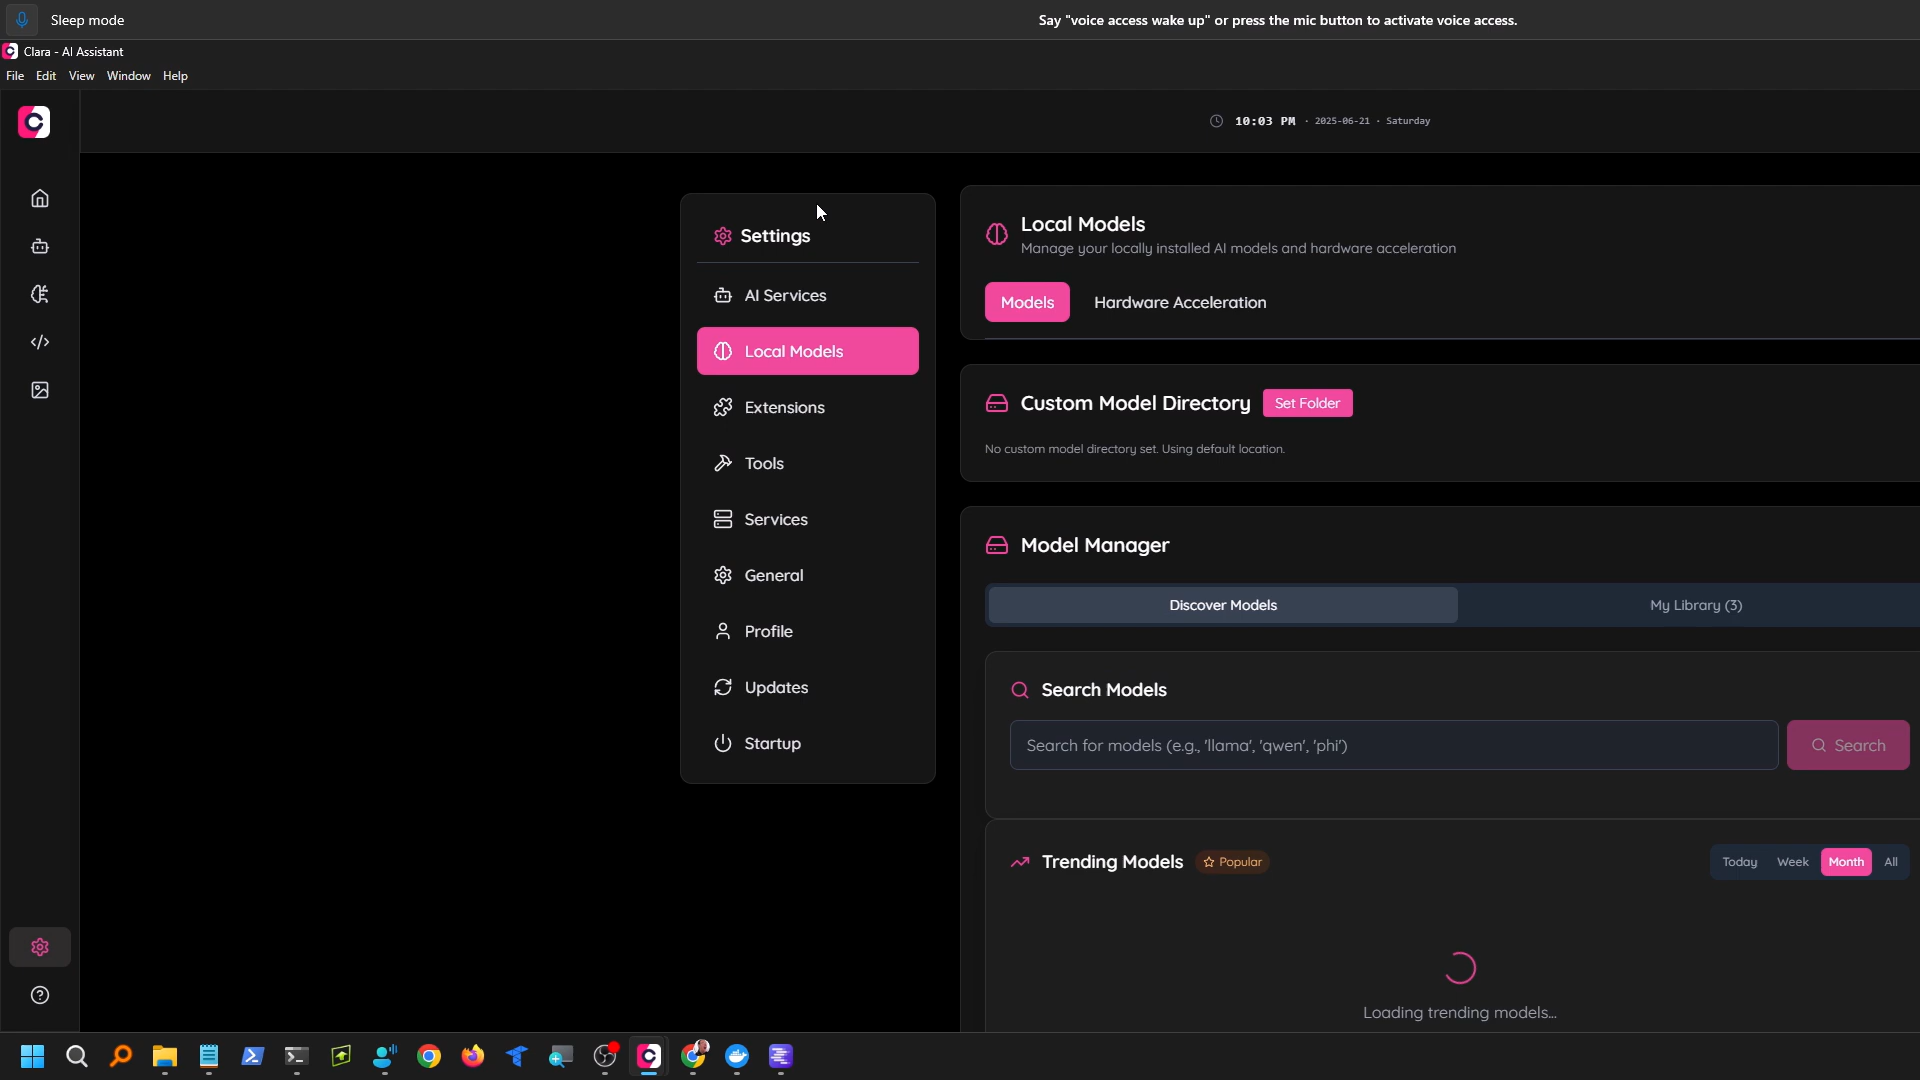 Sleep mode
Say "voice access wake up" or press the mic button to activate voice access.
Clara - AI Assistant
File Edit View Window Help
10:03 PM · 2025-06-21 · Saturday
Settings
AI Services
Local Models
Extensions
Tools
Services
General
Profile
Updates
Startup
Local Models
Manage your locally installed AI models and hardware acceleration
Models Hardware Acceleration
Custom Model Directory Set Folder
No custom model directory set. Using default location.
Model Manager
Discover Models My Library (3)
Search Models
Search for models (e.g., 'llama', 'qwen', 'phi') Search
Trending Models Popular Today Week Month All
Loading trending models...